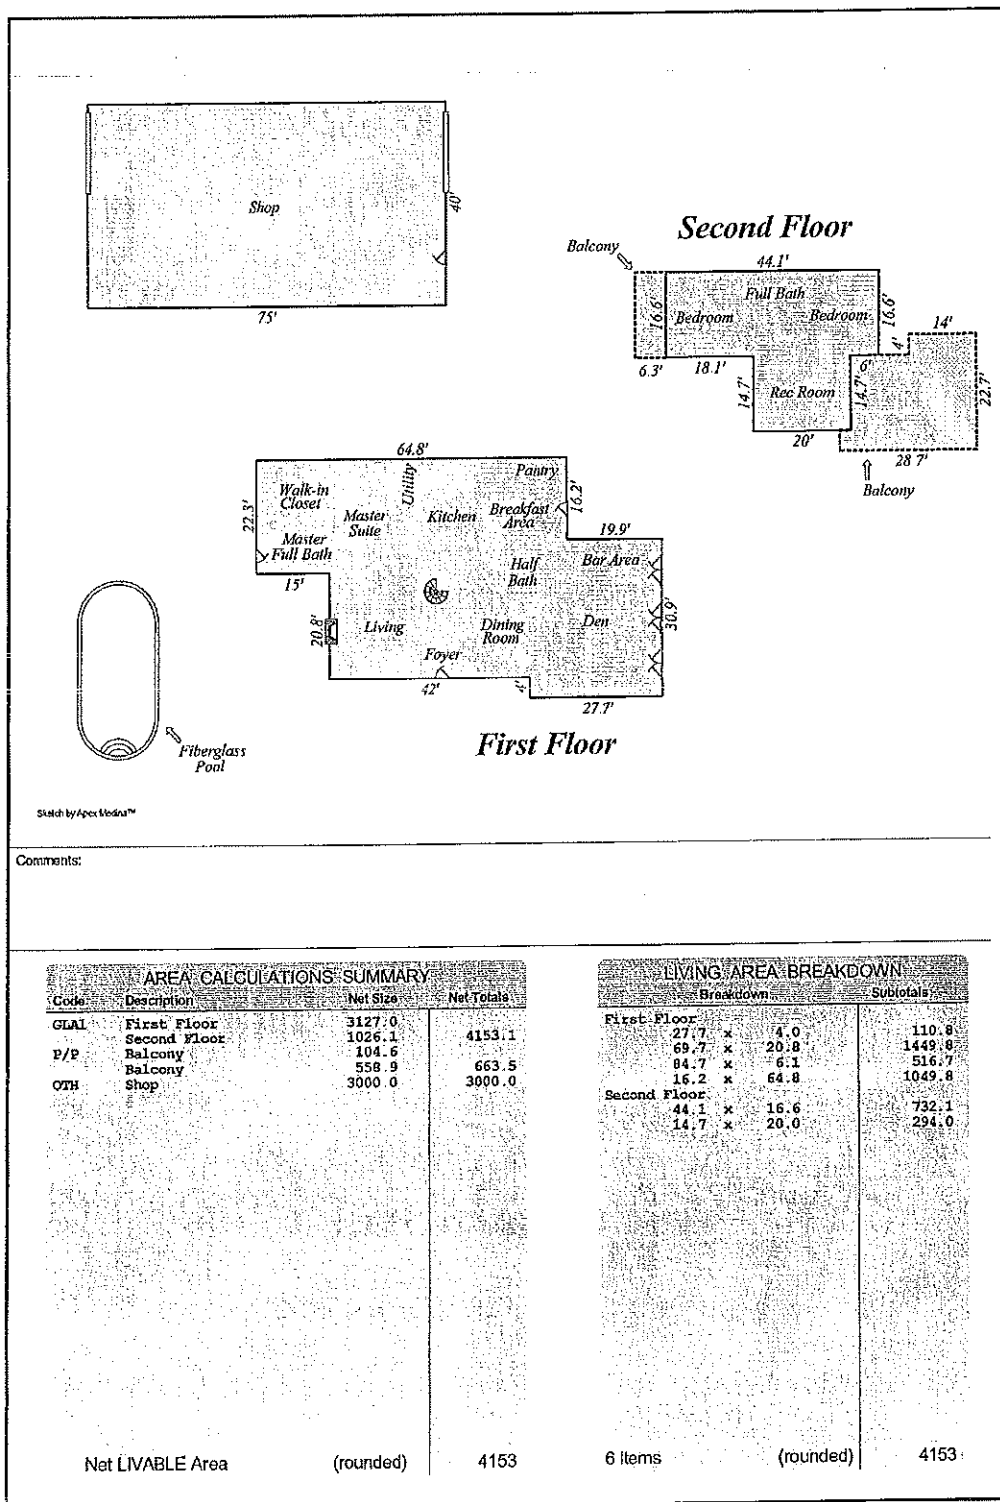 Shop
40'
75'
Second Floor
Balcony
44.1'
Full Bath
Bedroom
Bedroom
16.6'
16.6'
14'
4'
6.3'
18.1'
6'
14.7'
Rec Room
14.7'
22.7'
20'
28 7'
Balcony
64.8'
Pantry
Utility
Walk-in
Closet
22.3'
Master
Suite
Kitchen
Breakfast
Area
16.2'
19.9'
Master
Full Bath
Half
Bath
Bar Area
15'
20.8'
Living
Dining
Room
Den
30.9'
Foyer
42'
4'
27.7'
First Floor
Fiberglass
Pool
Sketch by Apex Medina™
Comments:
AREA CALCULATIONS SUMMARY
Code Description Net Size Net Totals
GLA1 First Floor 3127.0
Second Floor 1026.1 4153.1
P/P Balcony 104.6
Balcony 558.9 663.5
OTH Shop 3000.0 3000.0
Net LIVABLE Area (rounded) 4153
LIVING AREA BREAKDOWN
Breakdown Subtotals
First Floor
27.7 x 4.0 110.8
69.7 x 20.8 1449.8
84.7 x 6.1 516.7
16.2 x 64.8 1049.8
Second Floor
44.1 x 16.6 732.1
14.7 x 20.0 294.0
6 Items (rounded) 4153